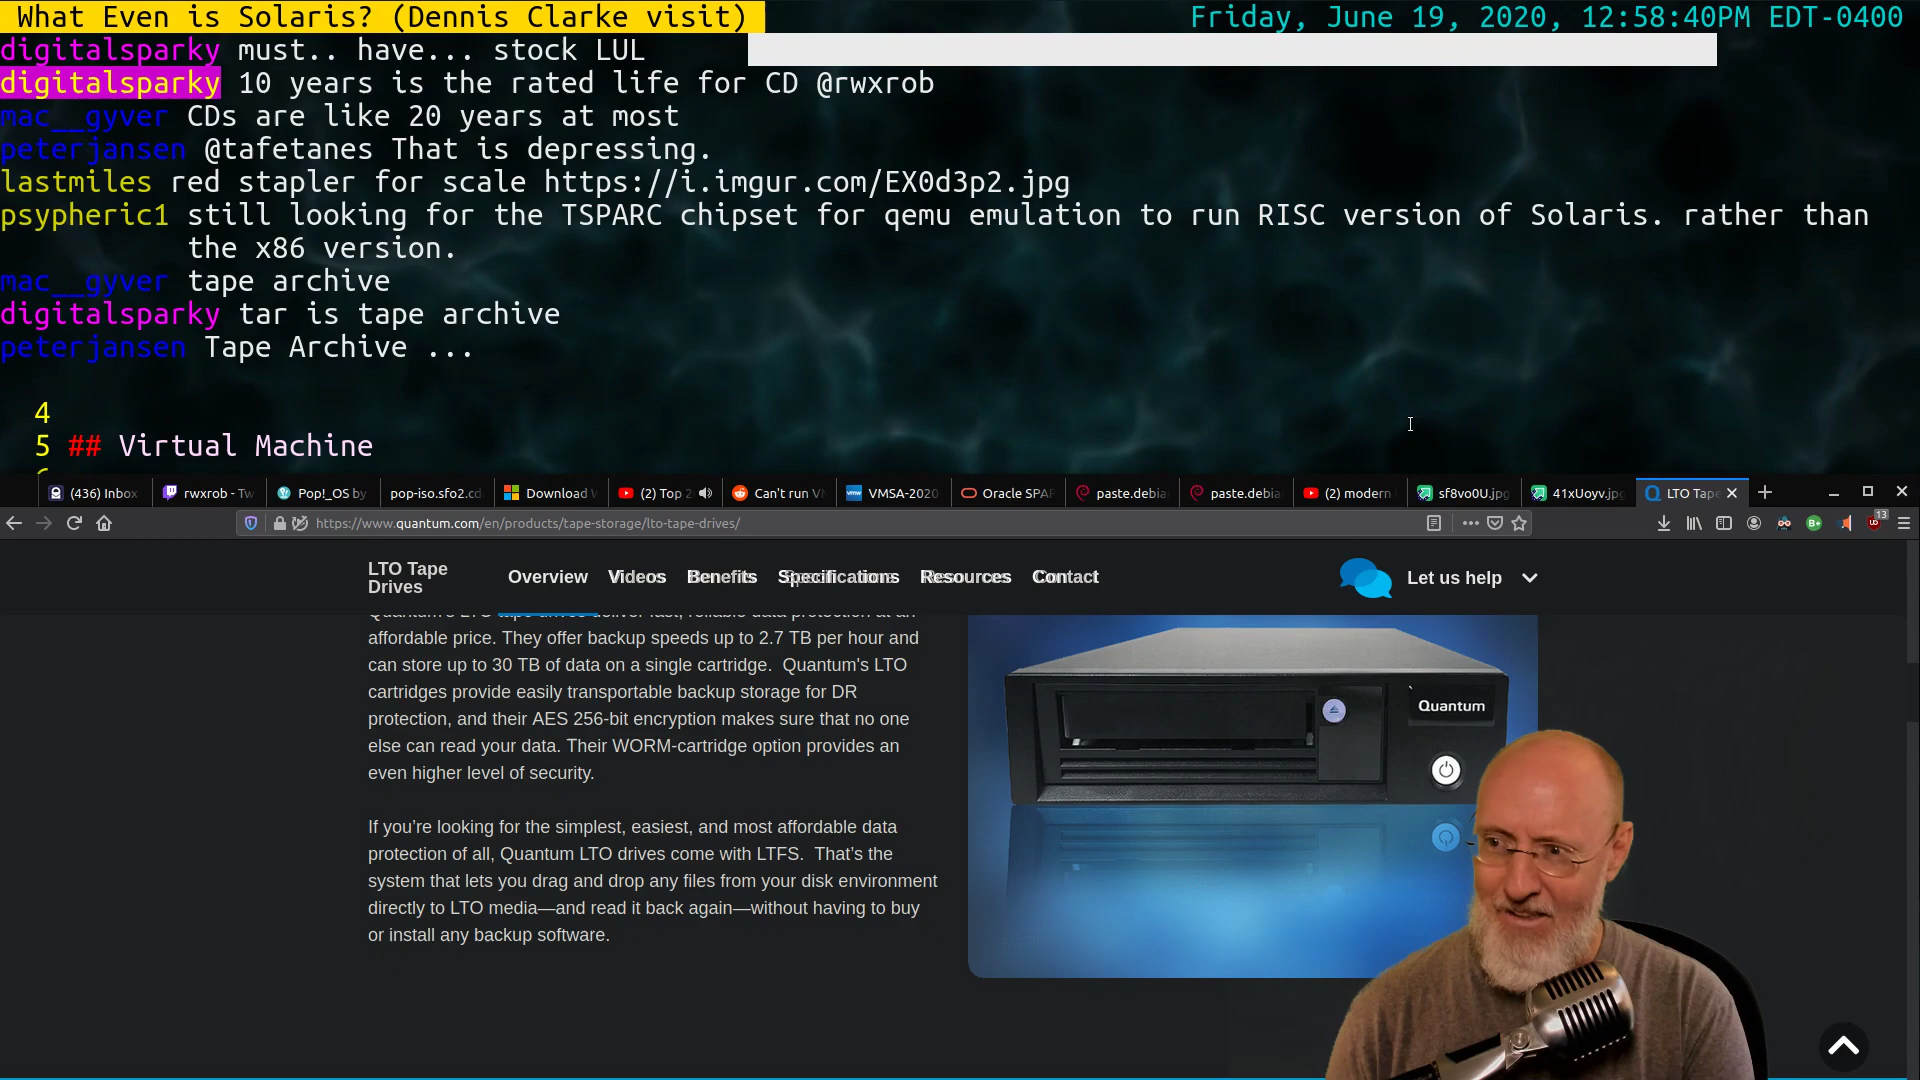 What Even is Solaris? (Dennis Clarke visit)
Friday, June 19, 2020, 12:58:40PM EDT-0400
digitalsparky must.. have... stock LUL
digitalsparky 10 years is the rated life for CD @rwxrob
mac__gyver CDs are like 20 years at most
peterjansen @tafetanes That is depressing.
lastmiles red stapler for scale https://i.imgur.com/EX0d3p2.jpg
psypheric1 still looking for the TSPARC chipset for qemu emulation to run RISC version of Solaris. rather than
the x86 version.
mac__gyver tape archive
digitalsparky tar is tape archive
peterjansen Tape Archive ...
4
5 ## Virtual Machine
(436) Inbox
rwxrob - Tw
Pop!_OS by
pop-iso.sfo2.cd
Download
(2) Top 2
Can't run V
VMSA-2020
Oracle SPAR
paste.debia
paste.debia
(2) modern
sf8vo0U.jpg
41xUoyv.jp
LTO Tape
https://www.quantum.com/en/products/tape-storage/lto-tape-drives/
13
LTO Tape
Drives
Overview
Videos
Benefits
Specifications
Resources
Contact
Let us help
Quantum's LTO tape drives deliver fast, reliable data protection at an
affordable price. They offer backup speeds up to 2.7 TB per hour and
can store up to 30 TB of data on a single cartridge. Quantum's LTO
cartridges provide easily transportable backup storage for DR
protection, and their AES 256-bit encryption makes sure that no one
else can read your data. Their WORM-cartridge option provides an
even higher level of security.
If you're looking for the simplest, easiest, and most affordable data
protection of all, Quantum LTO drives come with LTFS. That's the
system that lets you drag and drop any files from your disk environment
directly to LTO media—and read it back again—without having to buy
or install any backup software.
Quantum